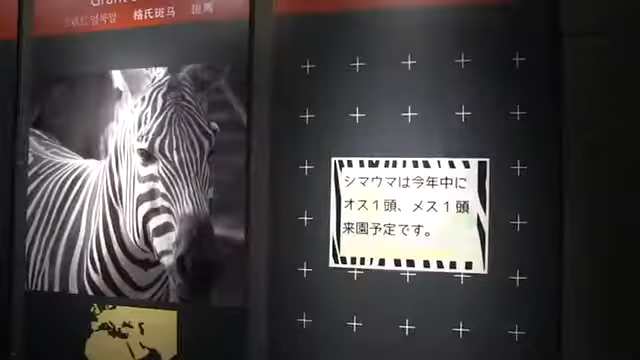 Grant
그랜트 얼룩말 格氏斑马 斑馬
シマウマは今年中に
オス１頭、メス１頭
来園予定です。